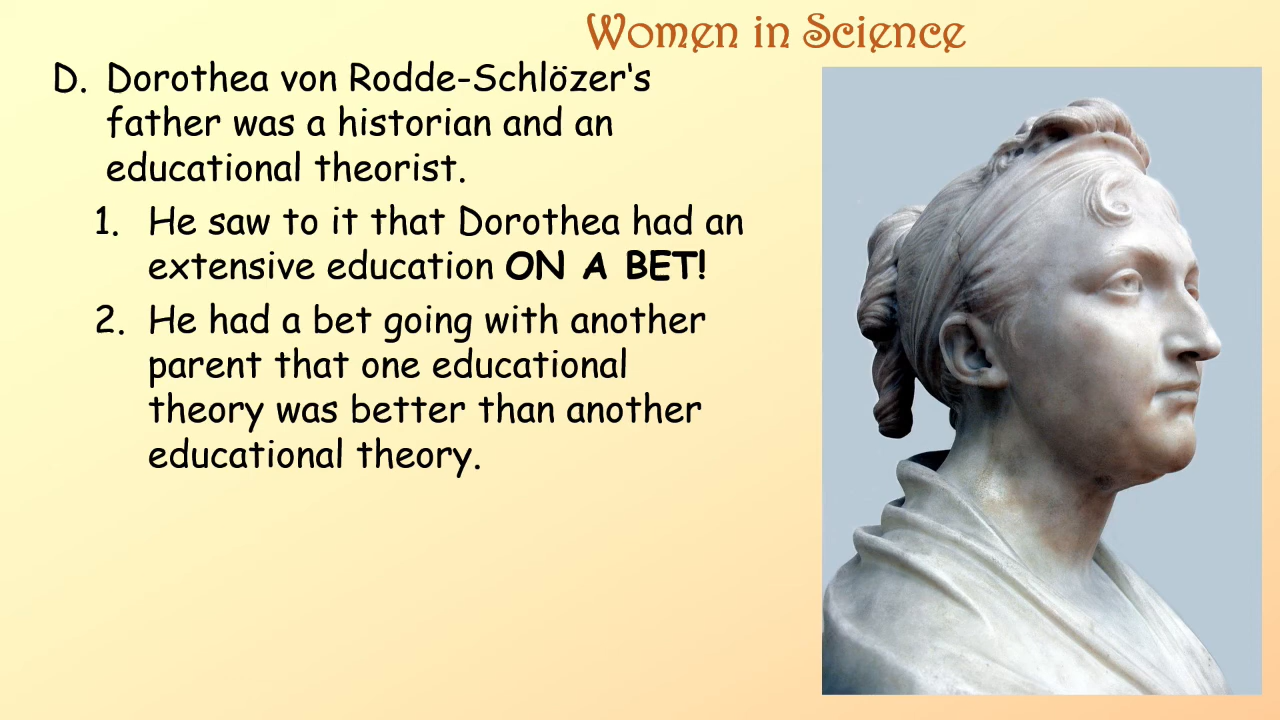 Women in Science
D. Dorothea von Rodde-Schlözer's
father was a historian and an
educational theorist.
1. He saw to it that Dorothea had an
extensive education ON A BET!
2. He had a bet going with another
parent that one educational
theory was better than another
educational theory.